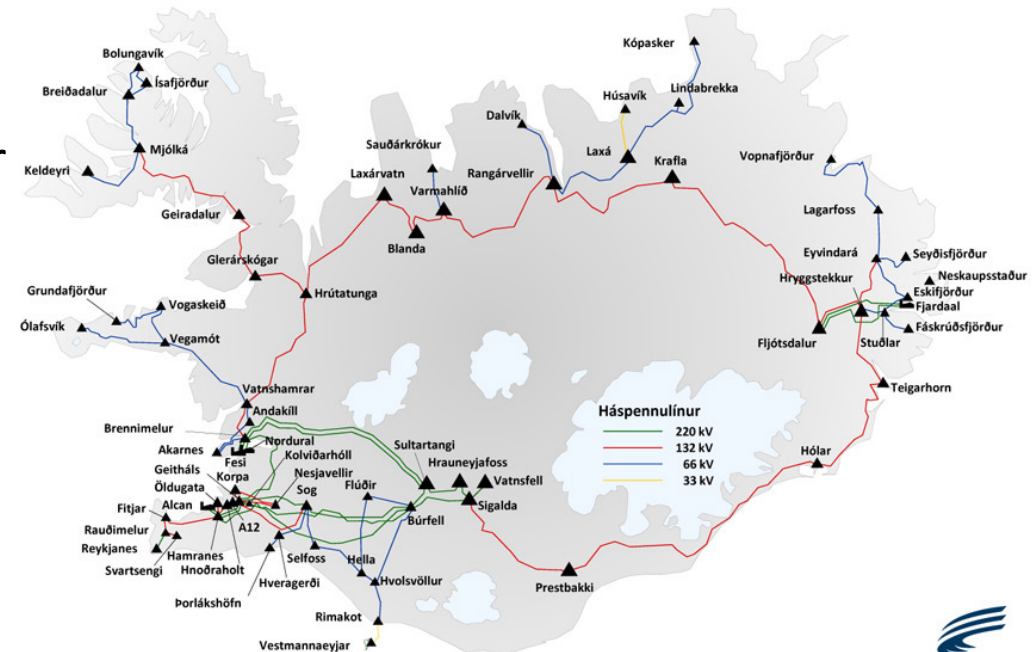 Kópasker
Bolungavík
Ísafjörður
Breiðadalur
Lindabrekka
Húsavík
Dalvík
Mjólká
Sauðárkrókur
Laxá
Vopnafjörður
Keldeyri
Laxárvatn
Rangárvellir
Krafla
Varmahlíð
Geiradalur
Lagarfoss
Blanda
Glerárskógar
Eyvindará
Seyðisfjörður
Hryggstekkur
Neskaupsstaður
Grundafjörður
Hrútatunga
Eskifjörður
Vogaskeið
Fjardaal
Ólafsvík
Fáskrúðsfjörður
Vegamót
Fljótsdalur
Stuðlar
Vatnshamrar
Teigarhorn
Andakíll
Háspennulínur
Brennimelur
220 kV
Nordural
Sultartangi
132 kV
Akarnes
Kolviðarhóll
Hólar
Fesi
Hrauneyjafoss
66 kV
Geitháls
Nesjavellir
Korpa
33 kV
Öldugata
Sog
Flúðir
Vatnsfell
Fitjar
Alcan
Sigalda
Búrfell
Rauðimelur
A12
Reykjanes
Hamranes
Selfoss
Hella
Svartsengi
Hnoðraholt
Hveragerði
Hvolsvöllur
Prestbakki
Þorlákshöfn
Rimakot
Vestmannaeyjar